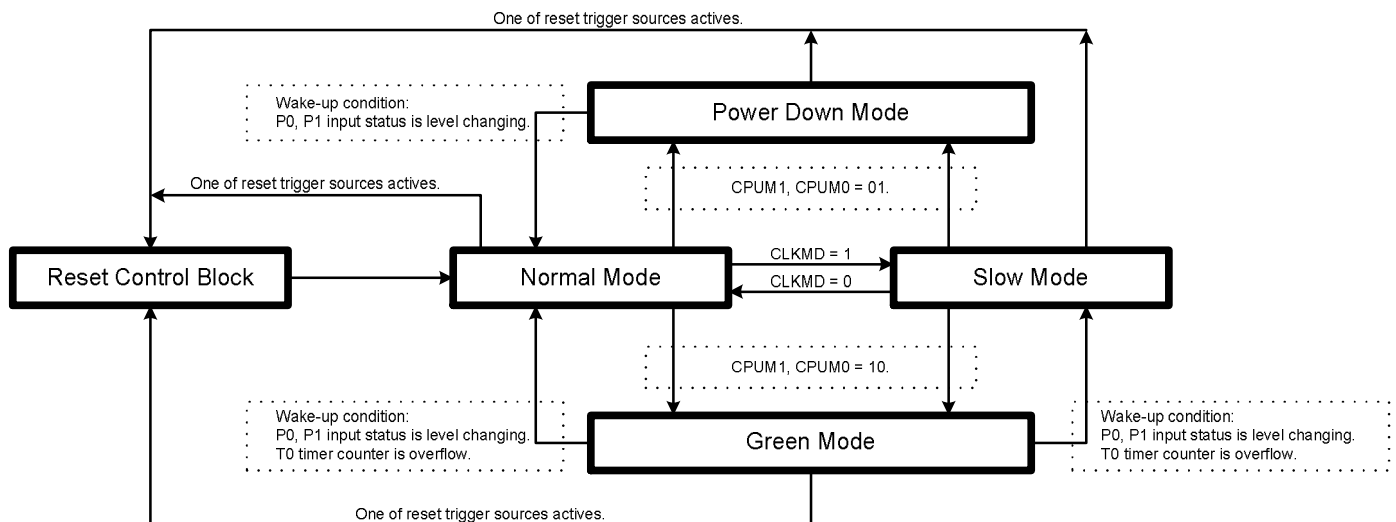 One of reset trigger sources actives.
Wake-up condition:
P0, P1 input status is level changing.
Power Down Mode
One of reset trigger sources actives.
CPUM1, CPUM0 = 01.
Reset Control Block
Normal Mode
CLKMD = 1
CLKMD = 0
Slow Mode
CPUM1, CPUM0 = 10.
Wake-up condition:
P0, P1 input status is level changing.
T0 timer counter is overflow.
Green Mode
Wake-up condition:
P0, P1 input status is level changing.
T0 timer counter is overflow.
One of reset trigger sources actives.